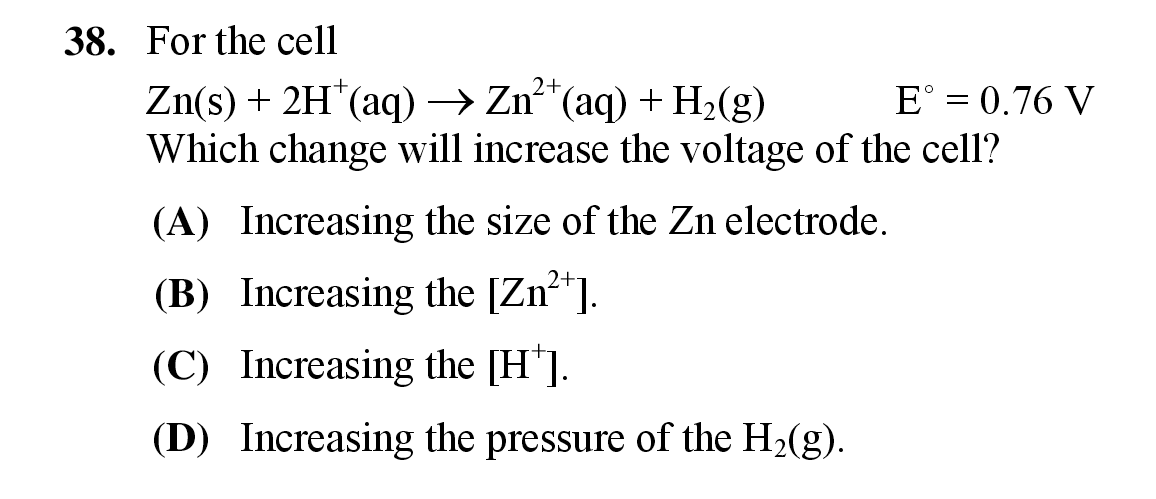 38. For the cell
Zn(s) + 2H⁺(aq) → Zn²⁺(aq) + H₂(g) E° = 0.76 V
Which change will increase the voltage of the cell?
(A) Increasing the size of the Zn electrode.
(B) Increasing the [Zn²⁺].
(C) Increasing the [H⁺].
(D) Increasing the pressure of the H₂(g).